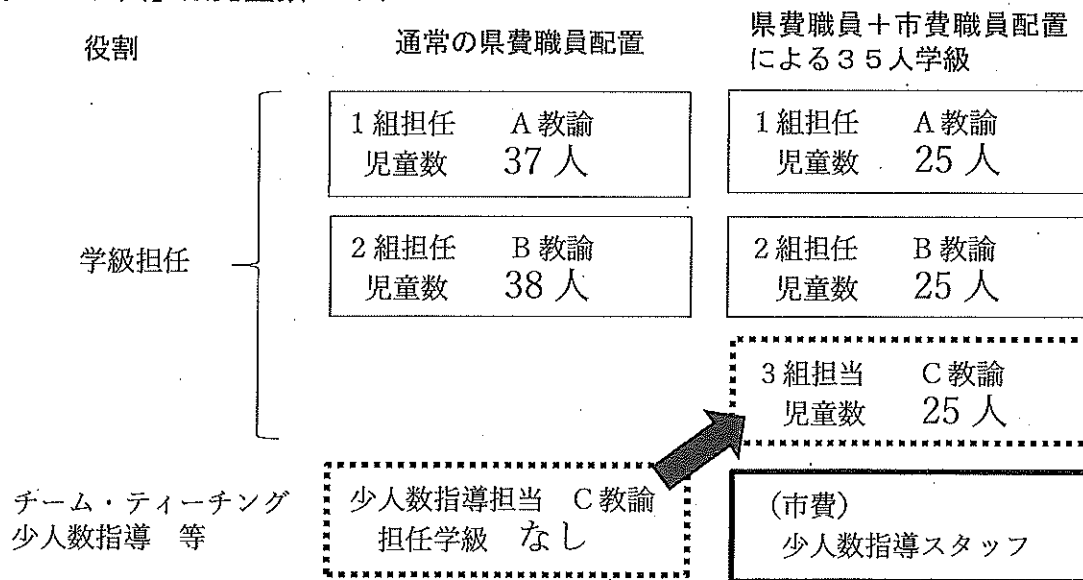 役割
通常の県費職員配置
県費職員＋市費職員配置
による３５人学級
学級担任
1組担任 A教諭
児童数 37人
1組担任 A教諭
児童数 25人
2組担任 B教諭
児童数 38人
2組担任 B教諭
児童数 25人
3組担当 C教諭
児童数 25人
チーム・ティーチング
少人数指導 等
少人数指導担当 C教諭
担任学級 なし
(市費)
少人数指導スタッフ